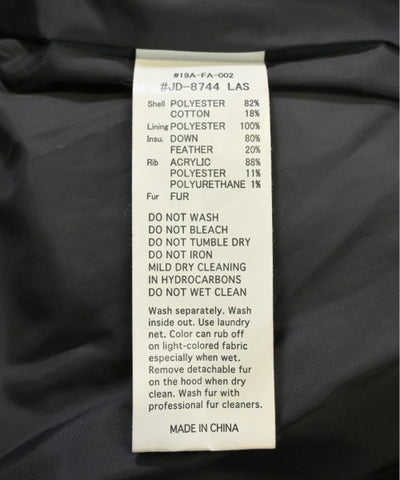 #19A-FA-002
#JD-8744 LAS
Shell POLYESTER 82%
COTTON 18%
Lining POLYESTER 100%
Insu. DOWN 80%
FEATHER 20%
Rib ACRYLIC 88%
POLYESTER 11%
POLYURETHANE 1%
Fur FUR
DO NOT WASH
DO NOT BLEACH
DO NOT TUMBLE DRY
DO NOT IRON
MILD DRY CLEANING
IN HYDROCARBONS
DO NOT WET CLEAN
Wash separately. Wash
inside out. Use laundry
net. Color can rub off
on light-colored fabric
especially when wet.
Remove detachable fur
on the hood when dry
clean. Wash fur with
professional fur cleaners.
MADE IN CHINA